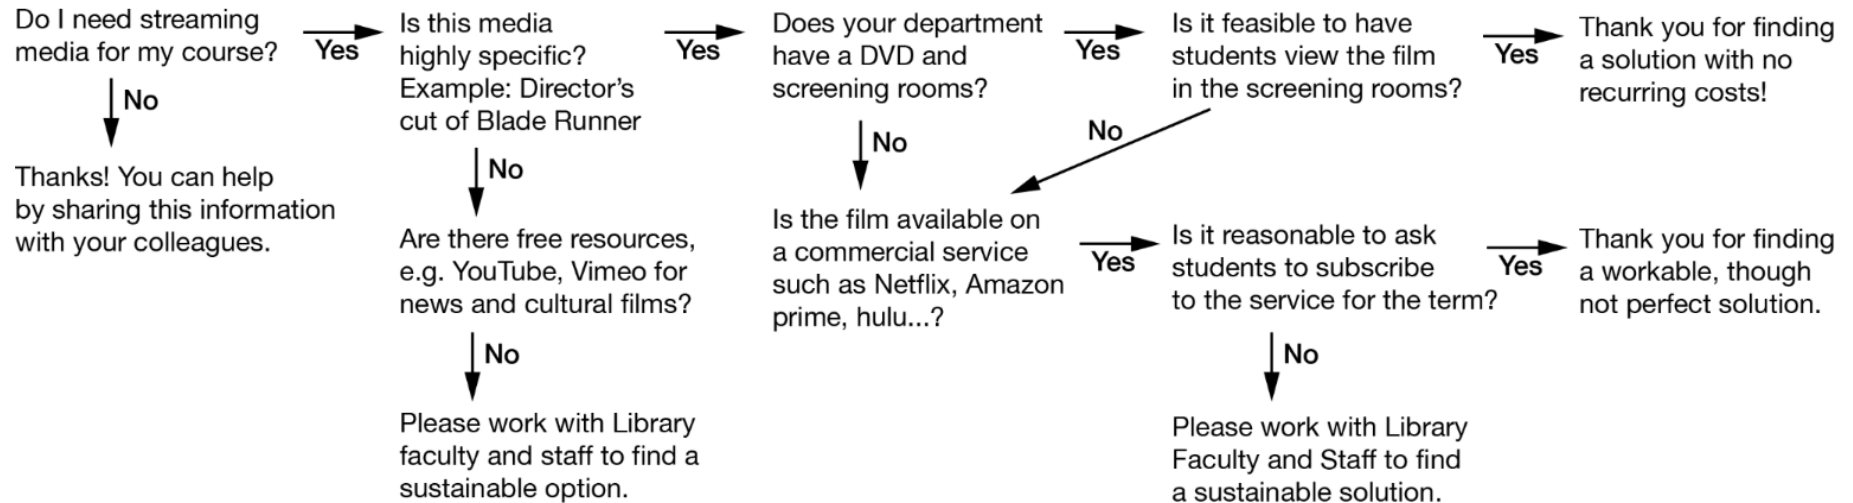 Do I need streaming
media for my course?
Yes
No
Thanks! You can help
by sharing this information
with your colleagues.
Is this media
highly specific?
Example: Director's
cut of Blade Runner
Yes
No
Are there free resources,
e.g. YouTube, Vimeo for
news and cultural films?
No
Please work with Library
faculty and staff to find a
sustainable option.
Does your department
have a DVD and
screening rooms?
Yes
No
Is the film available on
a commercial service
such as Netflix, Amazon
prime, hulu...?
Yes
Is it feasible to have
students view the film
in the screening rooms?
Yes
No
Is it reasonable to ask
students to subscribe
to the service for the term?
Yes
No
Please work with Library
Faculty and Staff to find
a sustainable solution.
Thank you for finding
a solution with no
recurring costs!
Thank you for finding
a workable, though
not perfect solution.